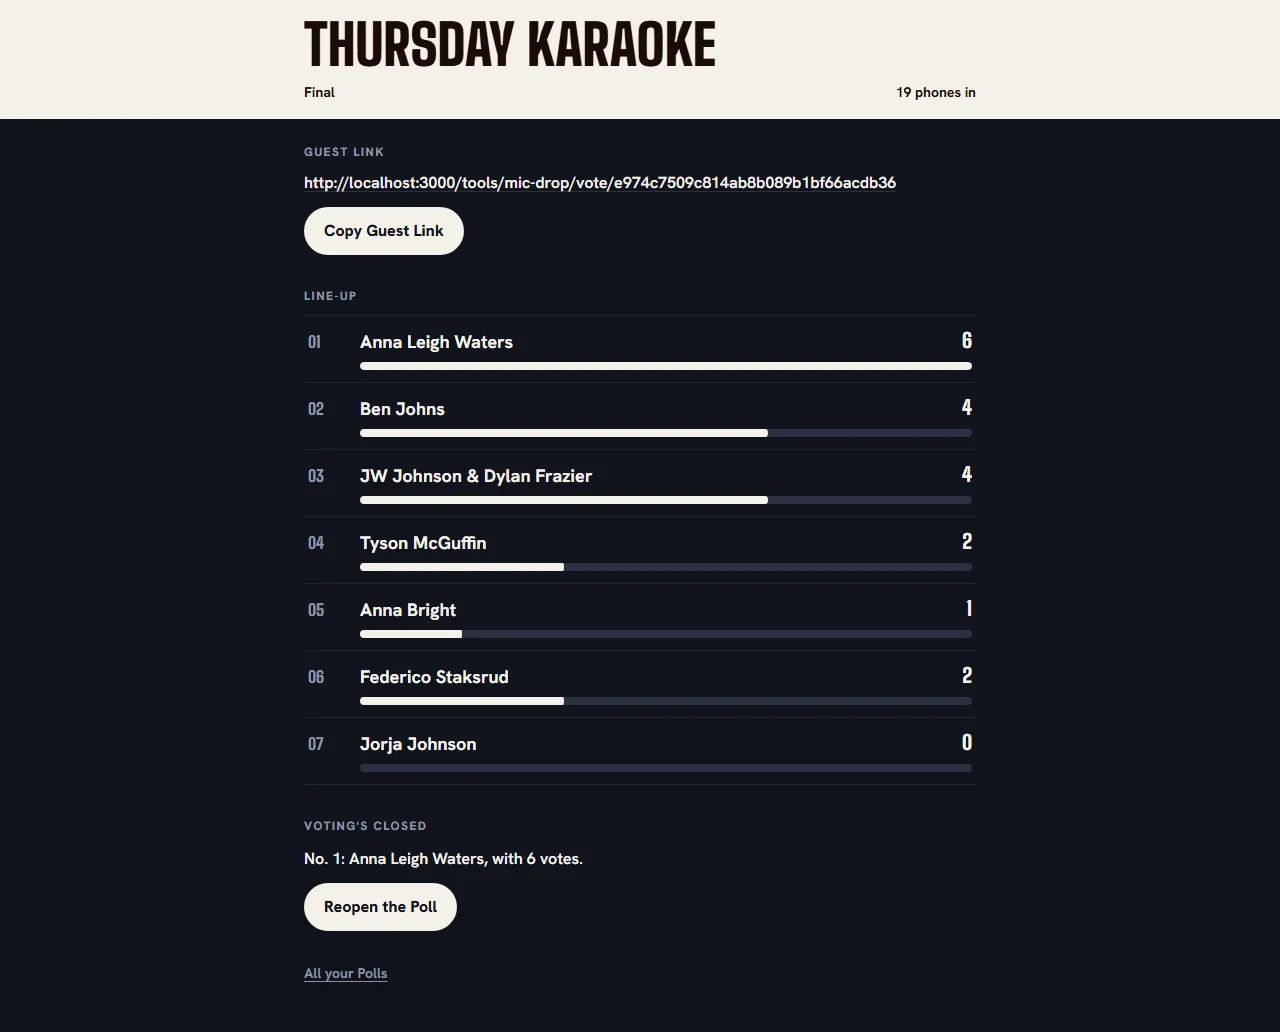 THURSDAY KARAOKE
Final
19 phones in
GUEST LINK
http://localhost:3000/tools/mic-drop/vote/e974c7509c814ab8b089b1bf66acdb36
Copy Guest Link
LINE-UP
01 Anna Leigh Waters 6
02 Ben Johns 4
03 JW Johnson & Dylan Frazier 4
04 Tyson McGuffin 2
05 Anna Bright 1
06 Federico Staksrud 2
07 Jorja Johnson 0
VOTING'S CLOSED
No. 1: Anna Leigh Waters, with 6 votes.
Reopen the Poll
All your Polls